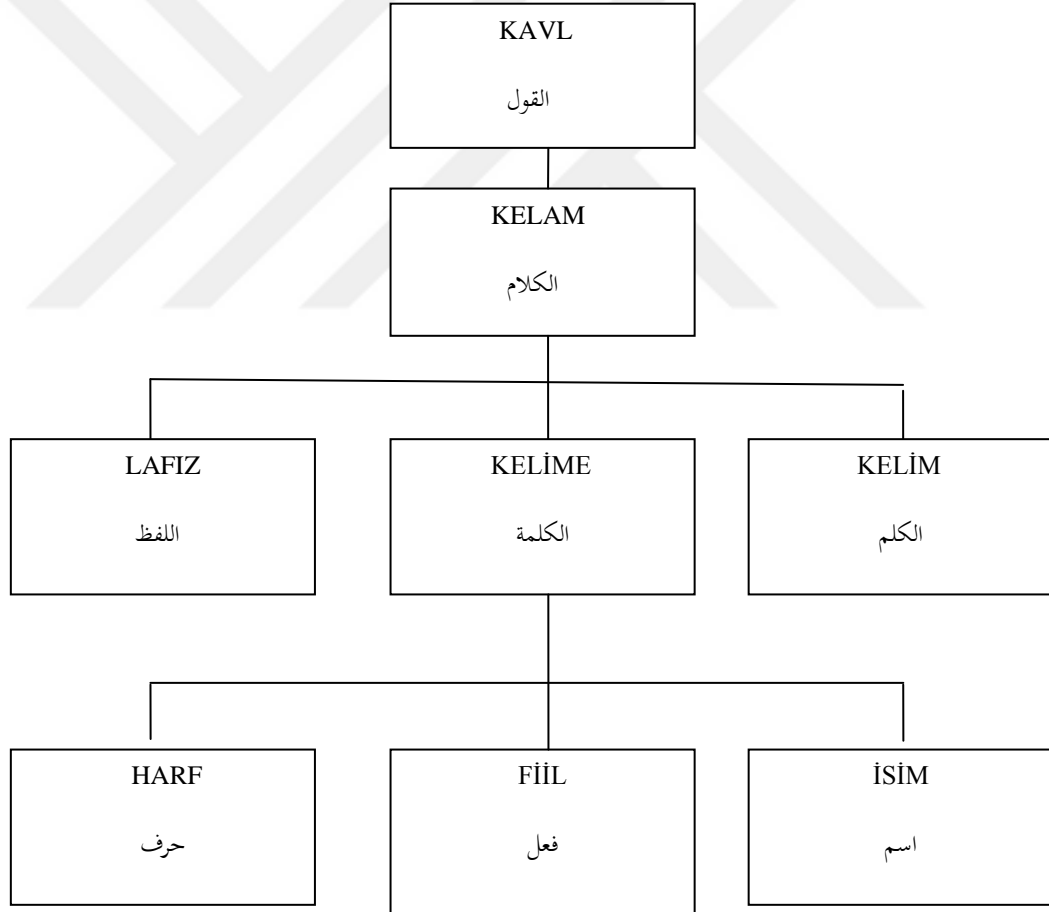 KAVL
القول
KELAM
الكلام
LAFIZ
اللفظ
KELİME
الكلمة
KELİM
الكلم
HARF
حرف
FİİL
فعل
İSİM
اسم